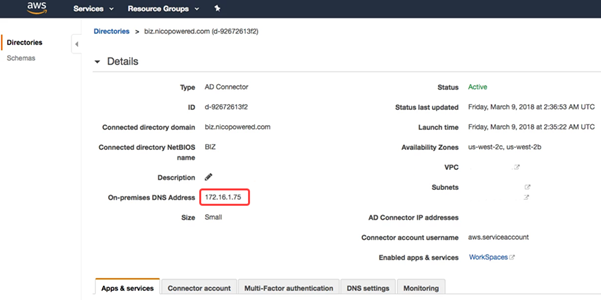 aws
Services
Resource Groups
Directories
Schemas
Directories > biz.nicopowered.com (d-92672613f2)
Details
Type AD Connector
Status Active
ID d-92672613f2
Status last updated Friday, March 9, 2018 at 2:36:53 AM UTC
Connected directory domain biz.nicopowered.com
Launch time Friday, March 9, 2018 at 2:35:22 AM UTC
Connected directory NetBIOS name BIZ
Availability Zones us-west-2c, us-west-2b
Description
VPC
On-premises DNS Address 172.16.1.75
Subnets
Size Small
AD Connector IP addresses
Connector account username aws.serviceaccount
Enabled apps & services WorkSpaces
Apps & services
Connector account
Multi-Factor authentication
DNS settings
Monitoring